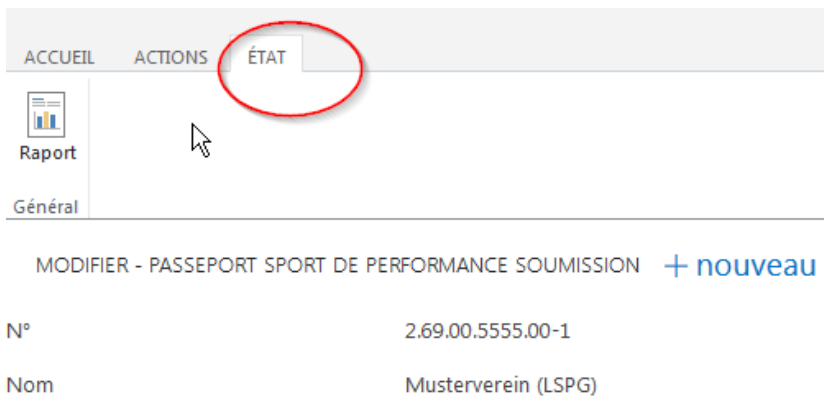 ACCUEIL ACTIONS ÉTAT
Raport
Général
MODIFIER - PASSEPORT SPORT DE PERFORMANCE SOUMISSION + nouveau
N° 2.69.00.5555.00-1
Nom Musterverein (LSPG)